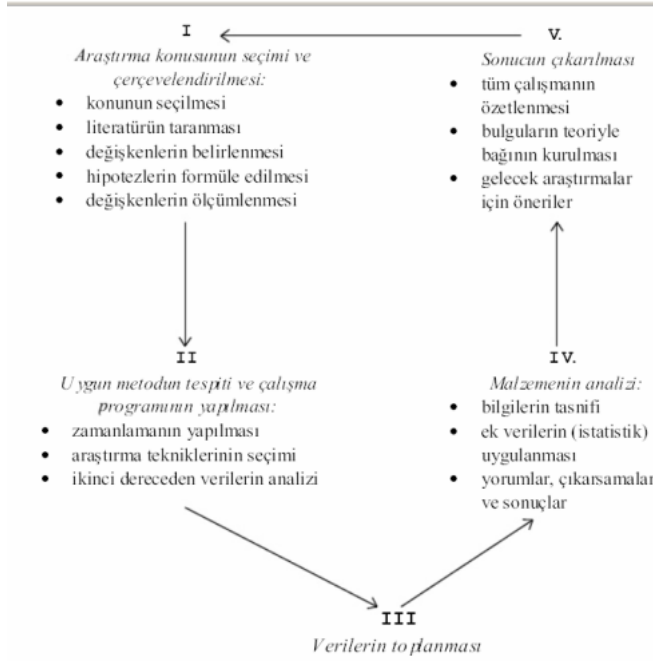 I
Araştırma konusunun seçimi ve
çerçevelendirilmesi:
• konunun seçilmesi
• literatürün taranması
• değişkenlerin belirlenmesi
• hipotezlerin formüle edilmesi
• değişkenlerin ölçümlenmesi
II
Uygun metodun tespiti ve çalışma
programının yapılması:
• zamanlamanın yapılması
• araştırma tekniklerinin seçimi
• ikinci dereceden verilerin analizi
III
Verilerin toplanması
IV.
Malzemenin analizi:
• bilgilerin tasnifi
• ek verilerin (istatistik)
uygulanması
• yorumlar, çıkarsamalar
ve sonuçlar
V.
Sonucun çıkarılması
• tüm çalışmanın
özetlenmesi
• bulguların teoriyle
bağının kurulması
• gelecek araştırmalar
için öneriler